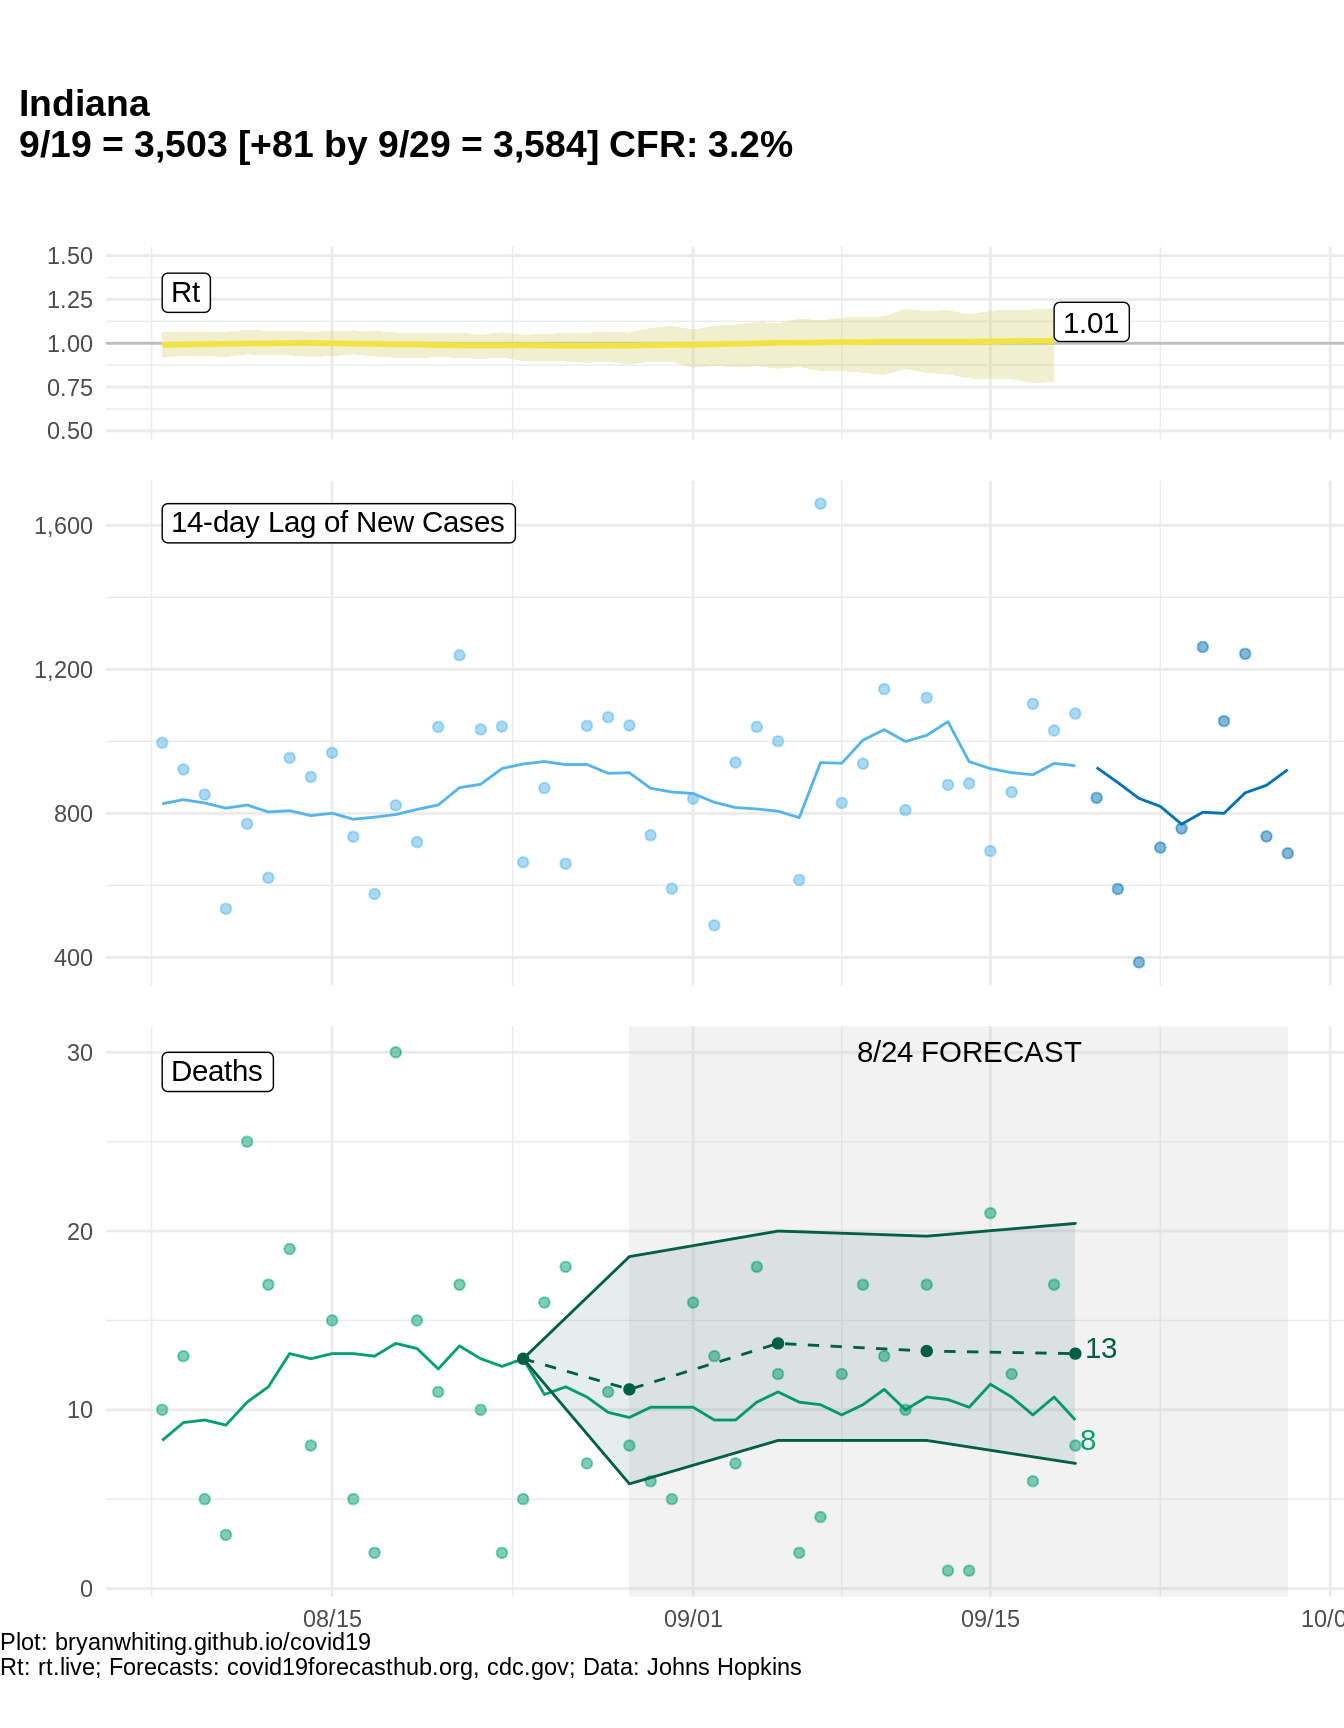 Indiana
9/19 = 3,503 [+81 by 9/29 = 3,584] CFR: 3.2%
1.50
1.25
1.00
0.75
0.50
Rt
1.01
1,600
1,200
800
400
14-day Lag of New Cases
30
20
10
0
Deaths
8/24 FORECAST
13
8
08/15
09/01
09/15
10/0
Plot: bryanwhiting.github.io/covid19
Rt: rt.live; Forecasts: covid19forecasthub.org, cdc.gov; Data: Johns Hopkins